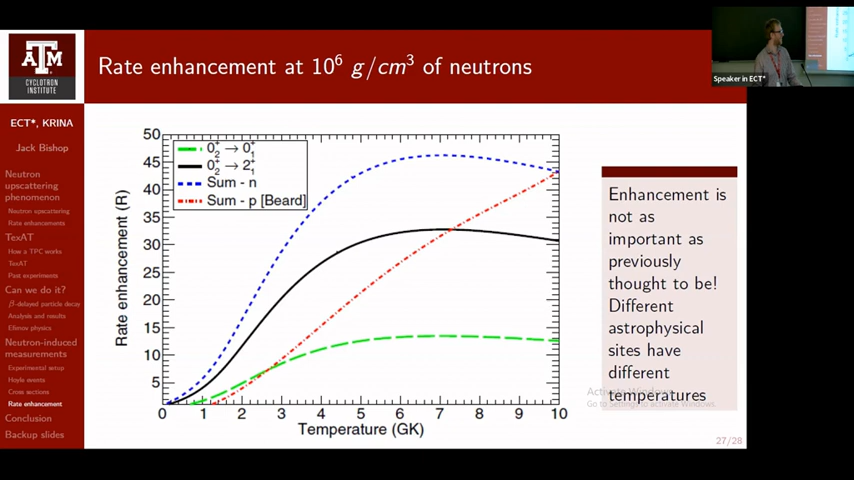 Rate enhancement at 10⁶ g/cm³ of neutrons
Speaker in ECT*
ATM
CYCLOTRON
INSTITUTE
ECT*, KRINA
Jack Bishop
Neutron
upscattering
phenomenon
Neutron upscattering
Rate enhancements
TexAT
How a TPC works
TexAT
Past experiments
Can we do it?
β-delayed particle decay
Analysis and results
Efimov physics
Neutron-induced
measurements
Experimental setup
Hoyle events
Cross sections
Rate enhancement
Conclusion
Backup slides
Rate enhancement (R)
50
45
40
35
30
25
20
15
10
5
0 1 2 3 4 5 6 7 8 9 10
Temperature (GK)
0₂⁺ → 0₁⁺
0₂⁺ → 2₁⁺
Sum - n
Sum - p [Beard]
Enhancement is
not as
important as
previously
thought to be!
Different
astrophysical
sites have
different
temperatures
Activate Windows
Go to Settings to activate Windows.
27/28